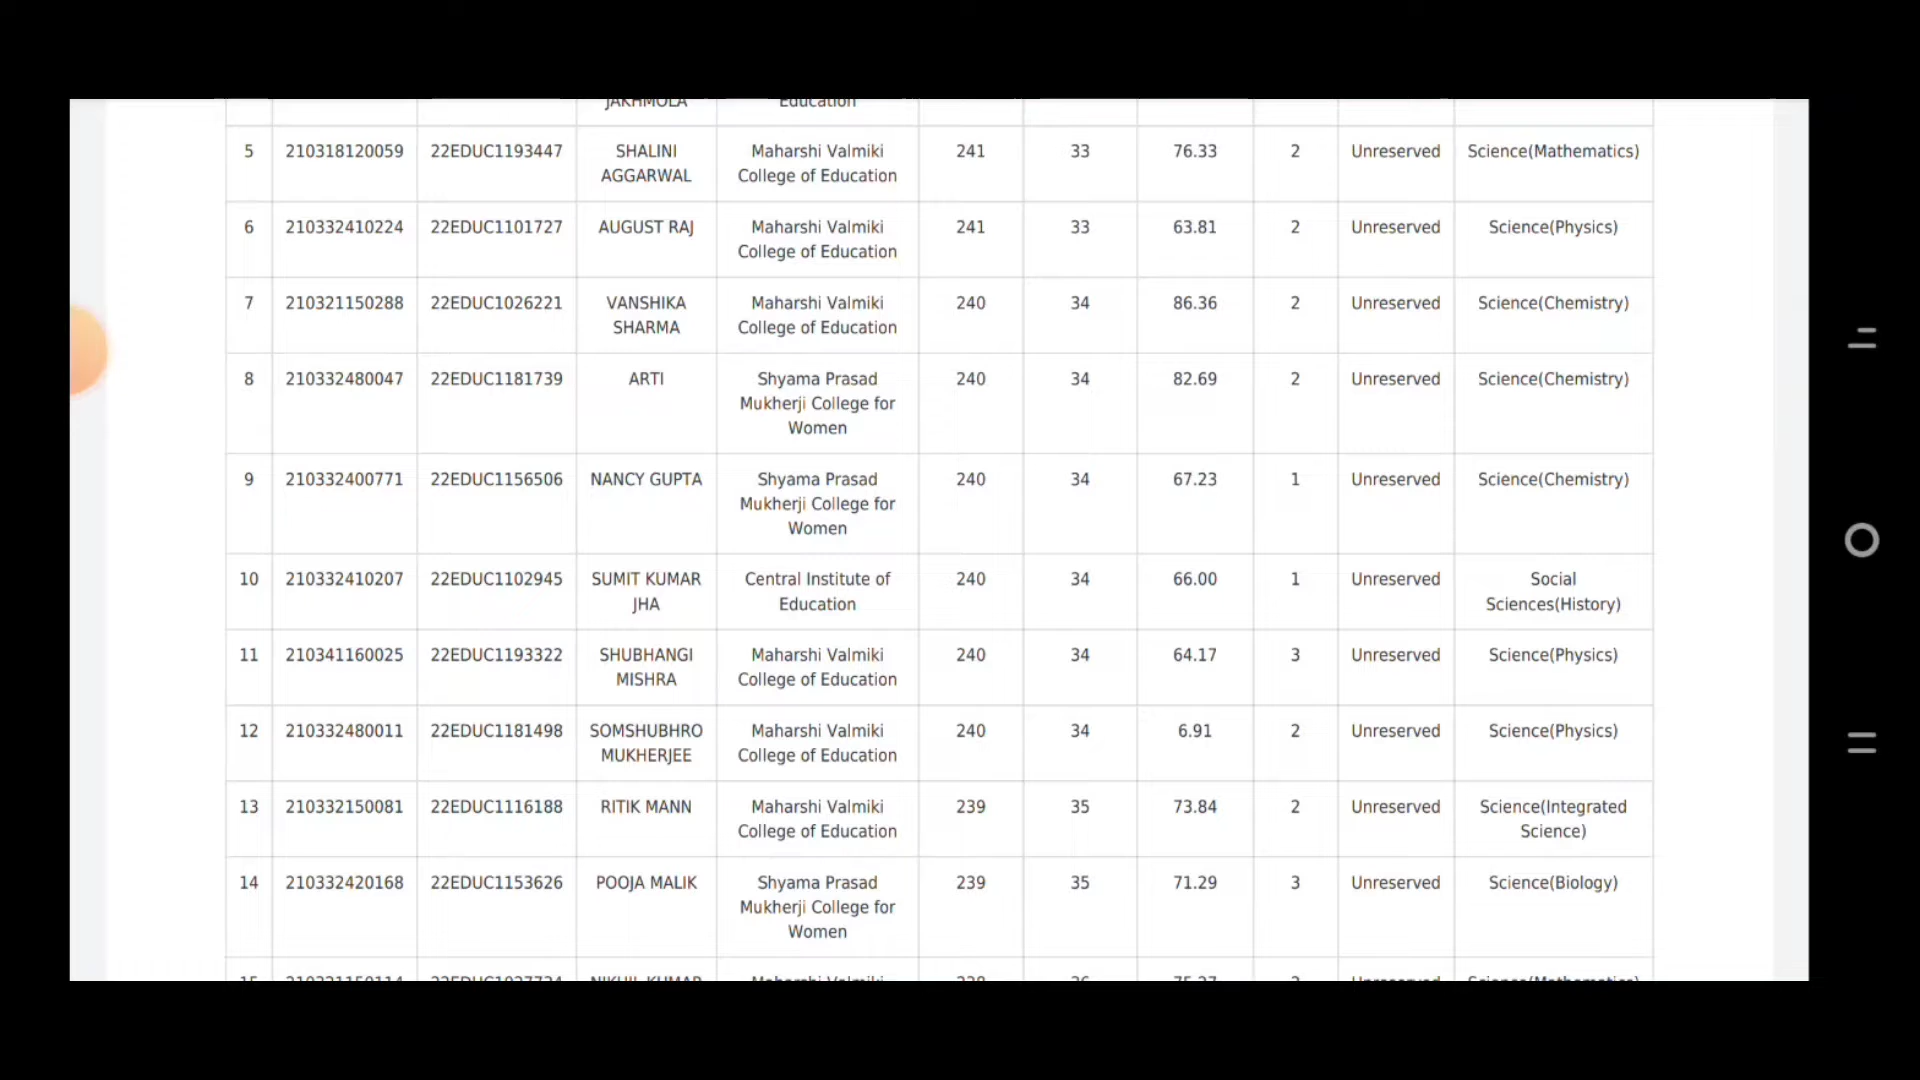 JAKHMOLA Education
5 210318120059 22EDUC1193447 SHALINI Maharshi Valmiki 241 33 76.33 2 Unreserved Science(Mathematics)
AGGARWAL College of Education
6 210332410224 22EDUC1101727 AUGUST RAJ Maharshi Valmiki 241 33 63.81 2 Unreserved Science(Physics)
College of Education
7 210321150288 22EDUC1026221 VANSHIKA Maharshi Valmiki 240 34 86.36 2 Unreserved Science(Chemistry)
SHARMA College of Education
8 210332480047 22EDUC1181739 ARTI Shyama Prasad 240 34 82.69 2 Unreserved Science(Chemistry)
Mukherji College for
Women
9 210332400771 22EDUC1156506 NANCY GUPTA Shyama Prasad 240 34 67.23 1 Unreserved Science(Chemistry)
Mukherji College for
Women
10 210332410207 22EDUC1102945 SUMIT KUMAR Central Institute of 240 34 66.00 1 Unreserved Social
JHA Education Sciences(History)
11 210341160025 22EDUC1193322 SHUBHANGI Maharshi Valmiki 240 34 64.17 3 Unreserved Science(Physics)
MISHRA College of Education
12 210332480011 22EDUC1181498 SOMSHUBHRO Maharshi Valmiki 240 34 6.91 2 Unreserved Science(Physics)
MUKHERJEE College of Education
13 210332150081 22EDUC1116188 RITIK MANN Maharshi Valmiki 239 35 73.84 2 Unreserved Science(Integrated
College of Education Science)
14 210332420168 22EDUC1153626 POOJA MALIK Shyama Prasad 239 35 71.29 3 Unreserved Science(Biology)
Mukherji College for
Women
NIKHIL KUMAR Maharshi Valmiki Unreserved Science(Mathematics)